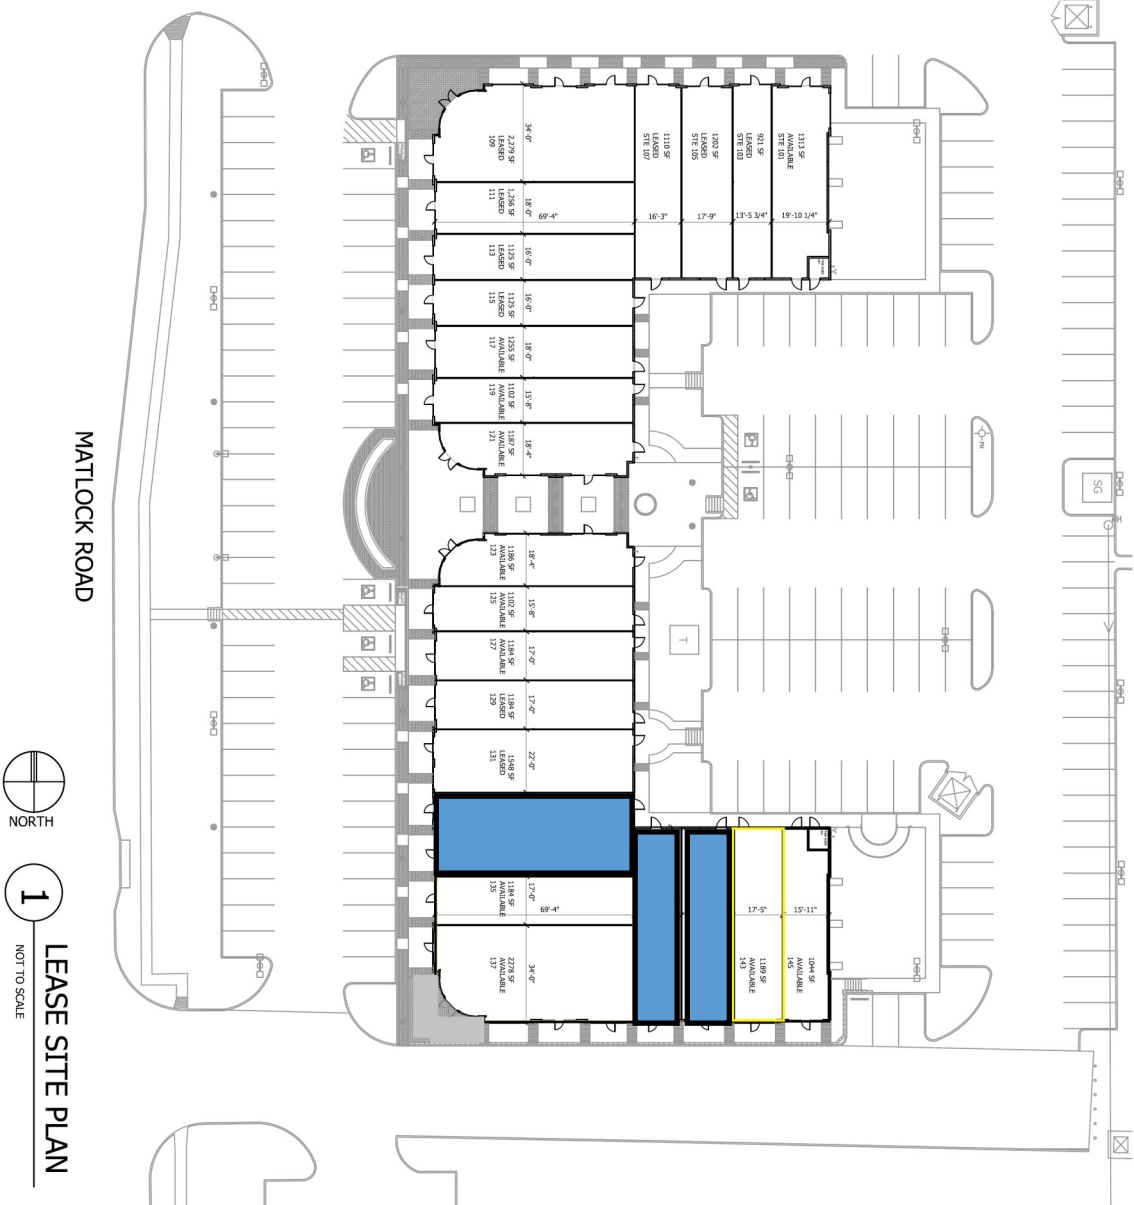 1313 SF
AVAILABLE
STE 101
921 SF
LEASED
STE 103
1202 SF
LEASED
STE 105
1110 SF
LEASED
STE 107
34'-0"
2,279 SF
LEASED
109
18'-0"
1,256 SF
LEASED
111
69'-4"
16'-3"
17'-9"
13'-5 3/4"
19'-10 1/4"
16'-0"
1125 SF
LEASED
113
16'-0"
1125 SF
LEASED
115
18'-0"
1255 SF
AVAILABLE
117
15'-8"
1102 SF
AVAILABLE
119
18'-4"
1187 SF
AVAILABLE
121
FH
SG
18'-4"
1186 SF
AVAILABLE
123
15'-8"
1102 SF
AVAILABLE
125
T
17'-0"
1184 SF
AVAILABLE
127
17'-0"
1184 SF
LEASED
129
22'-0"
1548 SF
LEASED
131
17'-0"
1184 SF
AVAILABLE
135
69'-4"
17'-5"
15'-11"
34'-0"
2278 SF
AVAILABLE
137
1189 SF
AVAILABLE
143
1044 SF
AVAILABLE
145
MATLOCK ROAD
NORTH
1
LEASE SITE PLAN
NOT TO SCALE